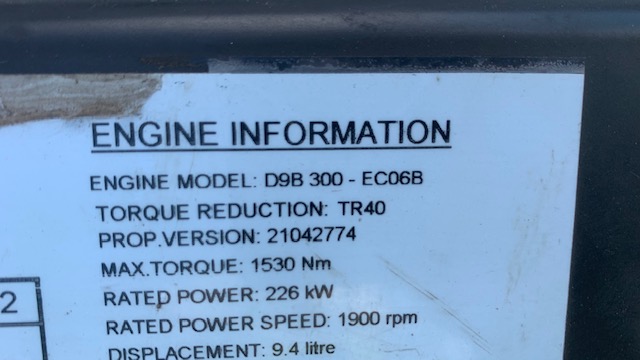 ENGINE INFORMATION
ENGINE MODEL: D9B 300 - EC06B
TORQUE REDUCTION: TR40
PROP.VERSION: 21042774
MAX.TORQUE: 1530 Nm
2
RATED POWER: 226 kW
RATED POWER SPEED: 1900 rpm
DISPLACEMENT: 9.4 litre